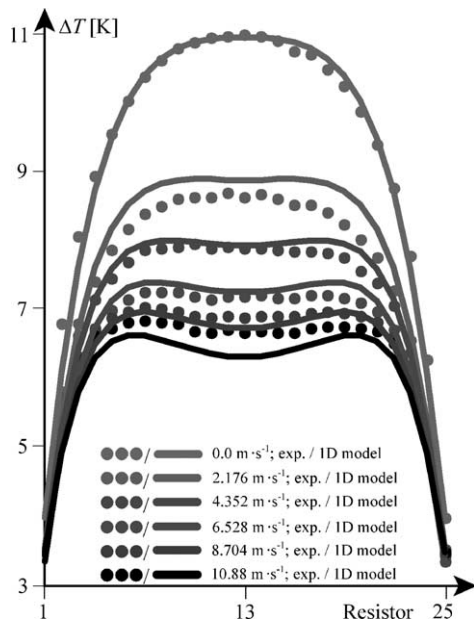 11
ΔT [K]
9
7
5
3
0.0 m·s⁻¹; exp. / 1D model
2.176 m·s⁻¹; exp. / 1D model
4.352 m·s⁻¹; exp. / 1D model
6.528 m·s⁻¹; exp. / 1D model
8.704 m·s⁻¹; exp. / 1D model
10.88 m·s⁻¹; exp. / 1D model
1 13 Resistor 25